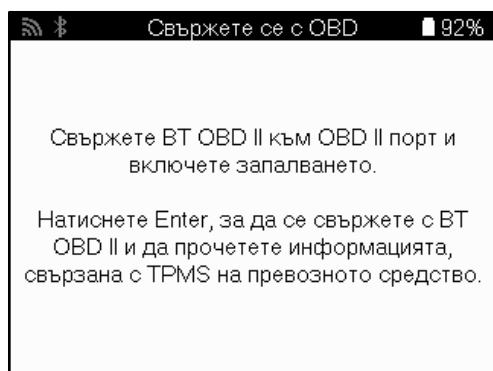 Свържете се с OBD 92%
Свържете BT OBD II към OBD II порт и
включете запалването.
Натиснете Enter, за да се свържете с BT
OBD II и да прочетете информацията,
свързана с TPMS на превозното средство.